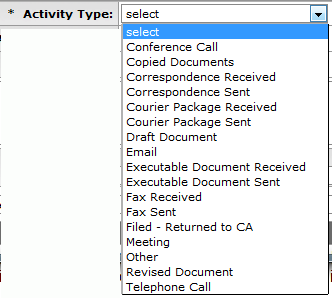 * Activity Type: select
select
Conference Call
Copied Documents
Correspondence Received
Correspondence Sent
Courier Package Received
Courier Package Sent
Draft Document
Email
Executable Document Received
Executable Document Sent
Fax Received
Fax Sent
Filed - Returned to CA
Meeting
Other
Revised Document
Telephone Call